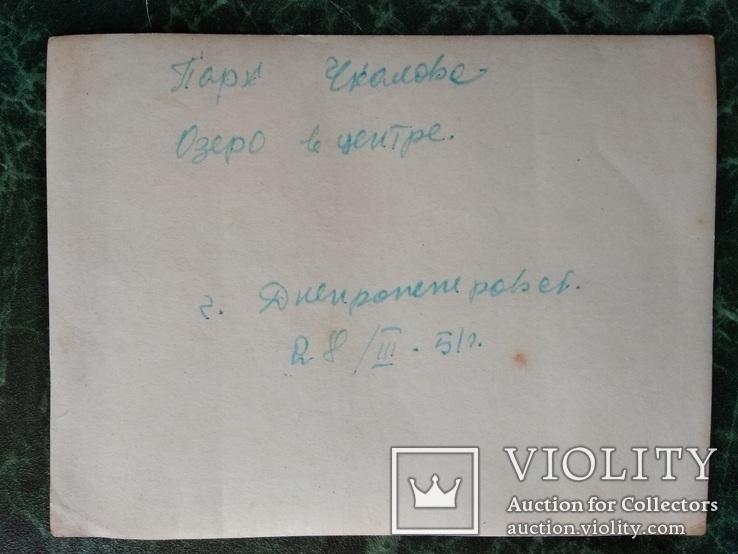 Парк Чкалова
Озеро в центре.
г. Днепропетровск.
28/III - 51г.
VIOLITY
Auction for Collectors
auction.violity.com